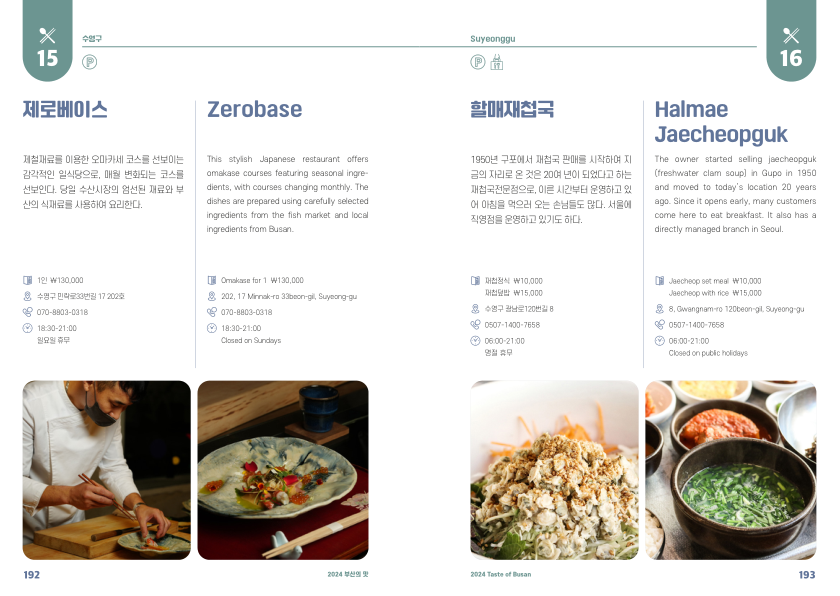 15
수영구
제로베이스
제철재료를 이용한 오마카세 코스를 선보이는
감각적인 일식당으로, 매월 변화되는 코스를
선보인다. 당일 수산시장의 엄선된 재료와 부
산의 식재료를 사용하여 요리한다.
1인 ₩130,000
수영구 민락로33번길 17 202호
070-8803-0318
18:30-21:00
일요일 휴무
Zerobase
This stylish Japanese restaurant offers
omakase courses featuring seasonal ingre-
dients, with courses changing monthly. The
dishes are prepared using carefully selected
ingredients from the fish market and local
ingredients from Busan.
Omakase for 1 ₩130,000
202, 17 Minnak-ro 33beon-gil, Suyeong-gu
070-8803-0318
18:30-21:00
Closed on Sundays
192
2024 부산의 맛
Suyeonggu
16
할매재첩국
1950년 구포에서 재첩국 판매를 시작하여 지
금의 자리로 온 것은 20여 년이 되었다고 하는
재첩국전문점으로, 이른 시간부터 운영하고 있
어 아침을 먹으러 오는 손님들도 많다. 서울에
직영점을 운영하고 있기도 하다.
재첩정식 ₩10,000
재첩덮밥 ₩15,000
수영구 광남로120번길 8
0507-1400-7658
06:00-21:00
명절 휴무
Halmae
Jaecheopguk
The owner started selling jaecheopguk
(freshwater clam soup) in Gupo in 1950
and moved to today's location 20 years
ago. Since it opens early, many customers
come here to eat breakfast. It also has a
directly managed branch in Seoul.
Jaecheop set meal ₩10,000
Jaecheop with rice ₩15,000
8, Gwangnam-ro 120beon-gil, Suyeong-gu
0507-1400-7658
06:00-21:00
Closed on public holidays
2024 Taste of Busan
193